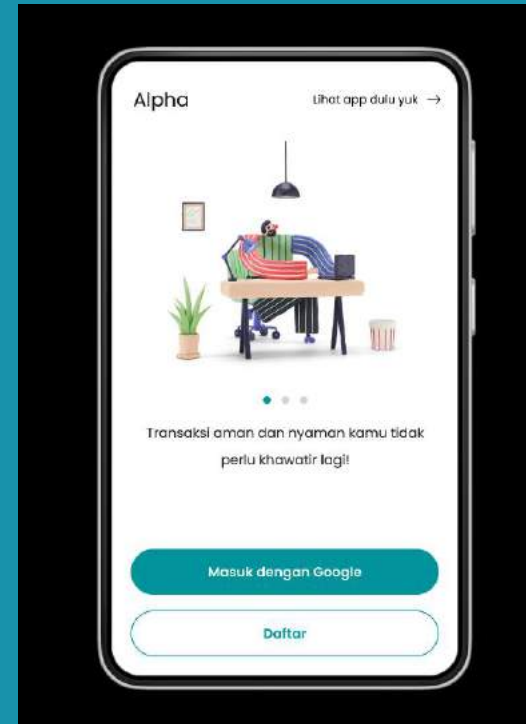 Alpha
Lihat app dulu yuk →
Transaksi aman dan nyaman kamu tidak
perlu khawatir lagi!
Masuk dengan Google
Daftar